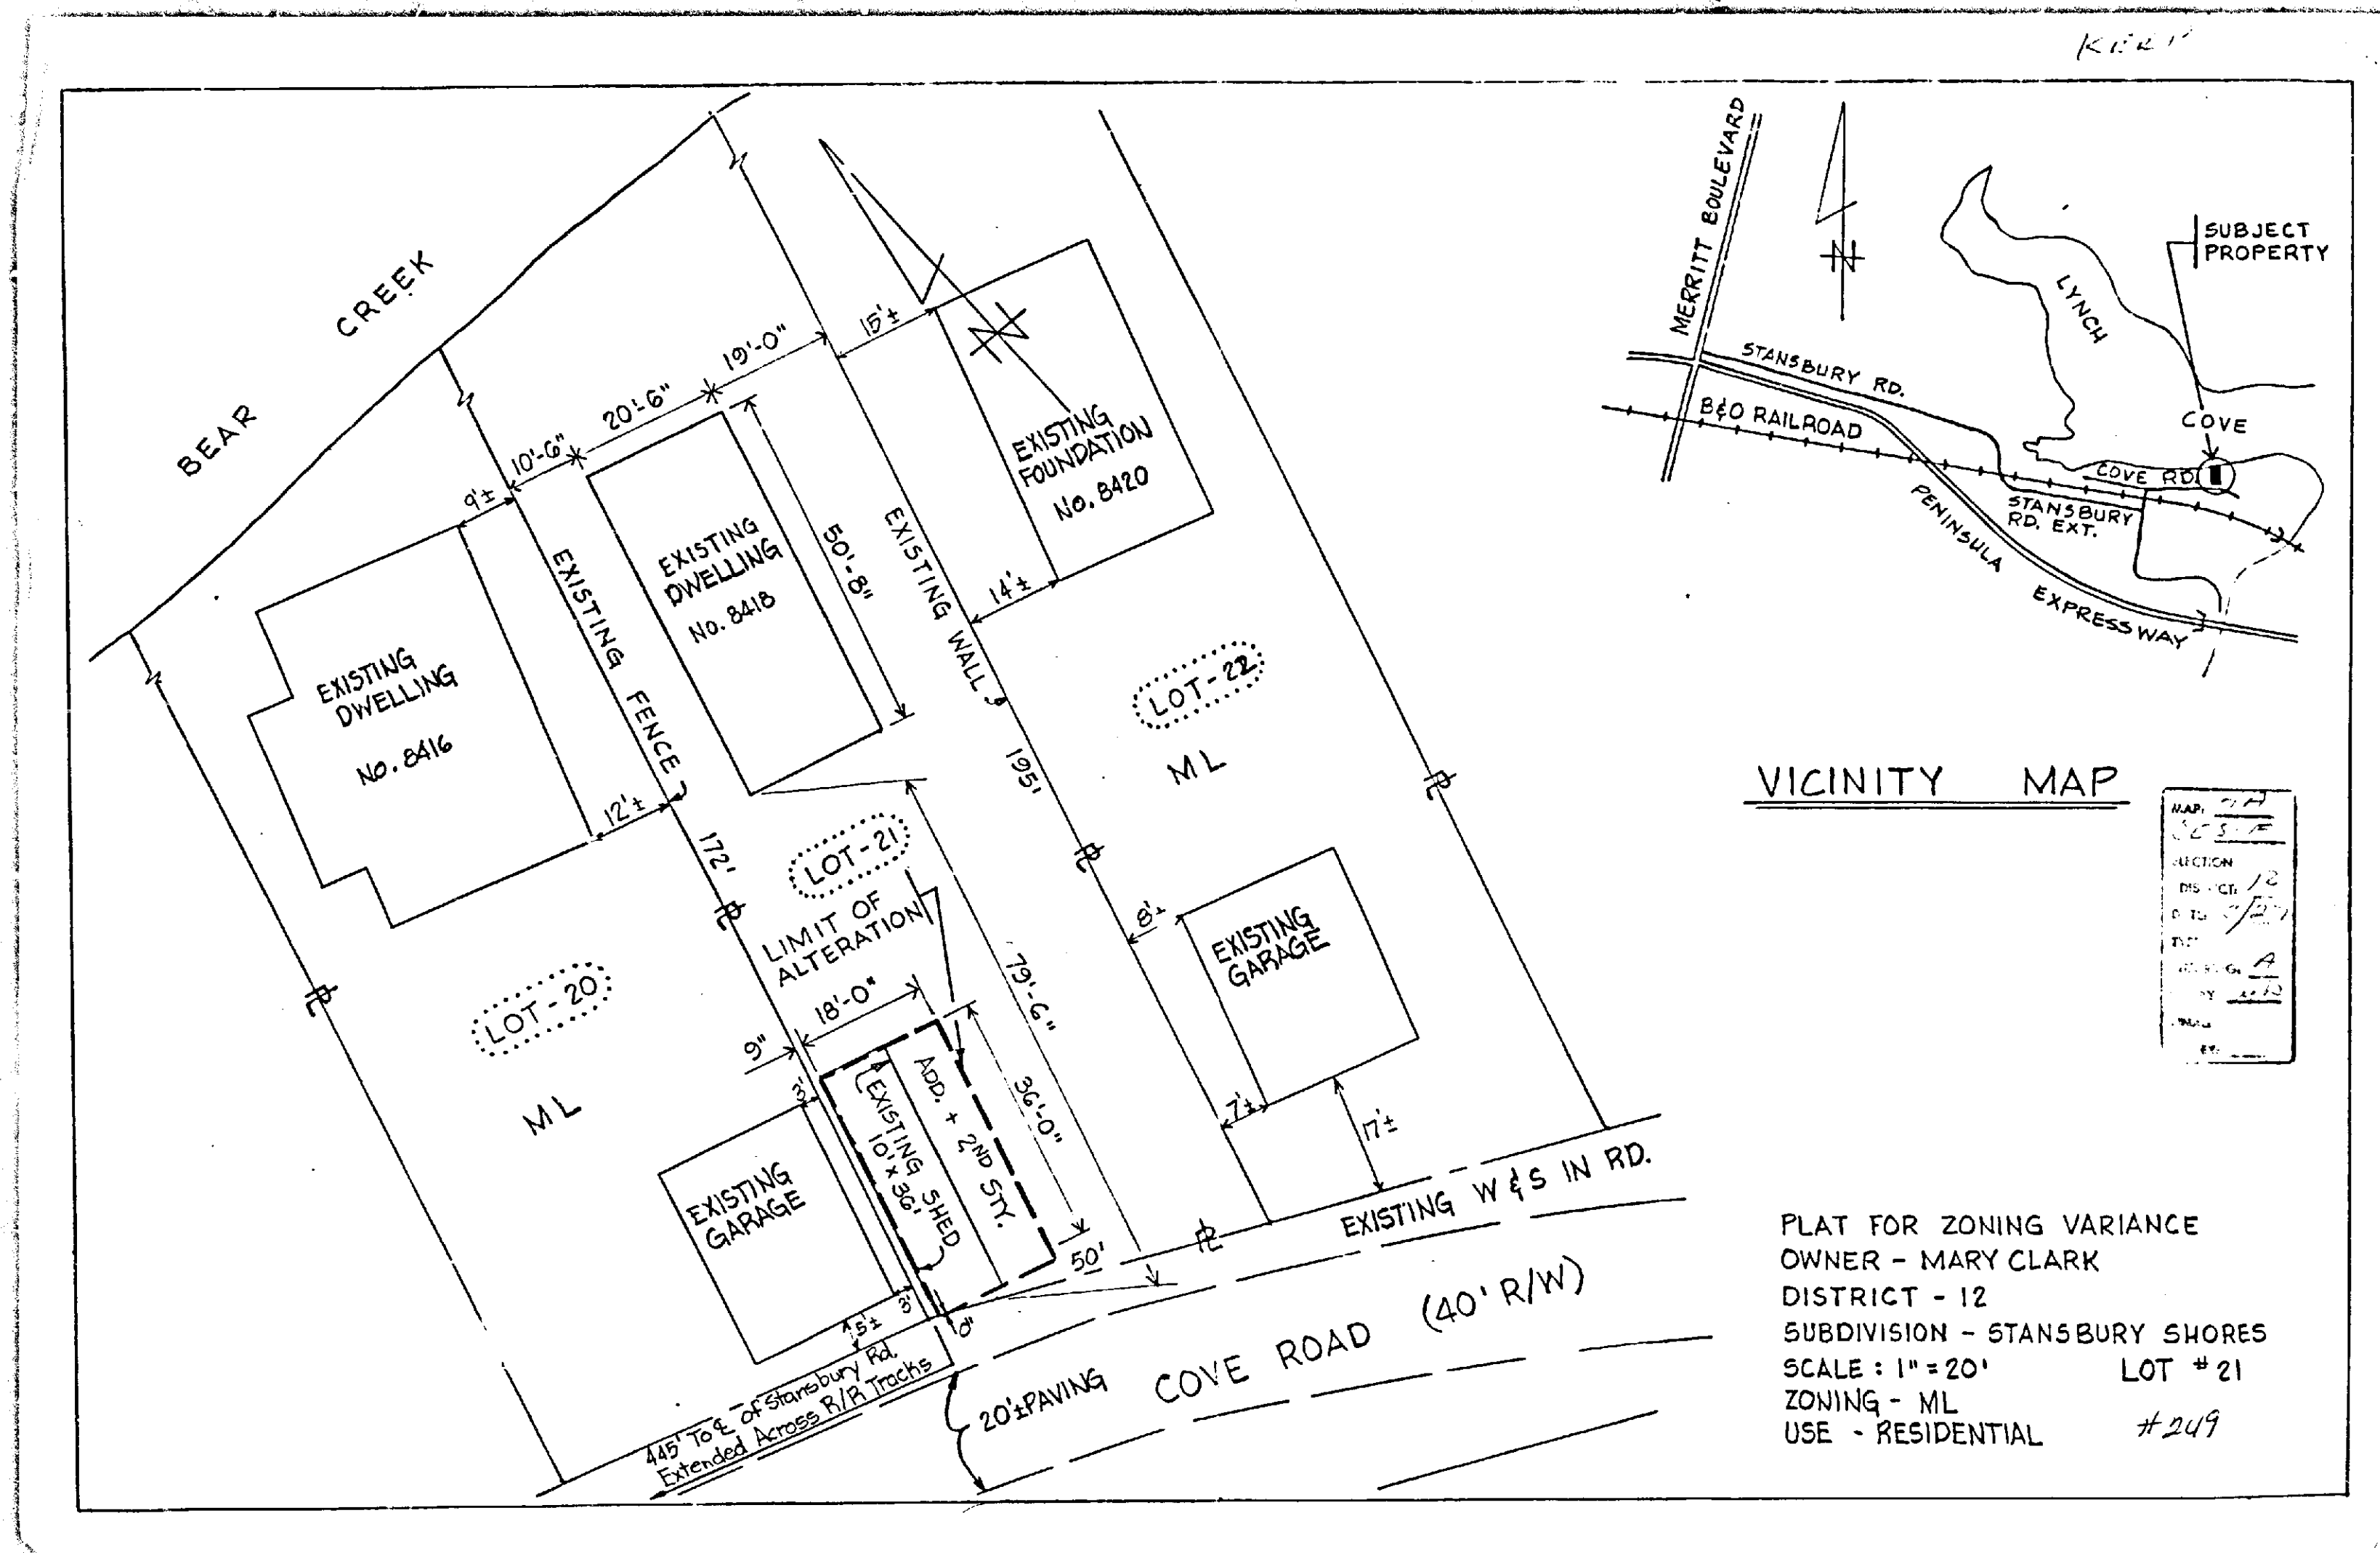 BEAR CREEK
9'±
10'-6"
20'-6"
19'-0"
15'±
N
EXISTING
FOUNDATION
No. 8420
EXISTING
DWELLING
No. 8418
50'-8"
EXISTING WALL
14'±
EXISTING FENCE
EXISTING
DWELLING
No. 8416
12'±
172'
195'
LOT-22
ML
LOT-21
LIMIT OF
ALTERATION
LOT-20
ML
79'-6"
18'-0"
9"
3'
EXISTING SHED
10' x 36'
ADD. + 2ND STY.
36'-0"
EXISTING
GARAGE
8'±
7'±
17'±
EXISTING
GARAGE
3'
15'±
0'
50'
EXISTING W & S IN RD.
445' To ℄ of Stansbury Rd.
Extended Across R/R Tracks
20'± PAVING
COVE ROAD (40' R/W)
MERRITT BOULEVARD
N
SUBJECT
PROPERTY
LYNCH
COVE
STANSBURY RD.
B&O RAILROAD
COVE RD.
STANSBURY
RD. EXT.
PENINSULA EXPRESSWAY
VICINITY MAP
MAP:
12
A
PLAT FOR ZONING VARIANCE
OWNER - MARY CLARK
DISTRICT - 12
SUBDIVISION - STANSBURY SHORES
SCALE : 1" = 20' LOT # 21
ZONING - ML
USE - RESIDENTIAL #249